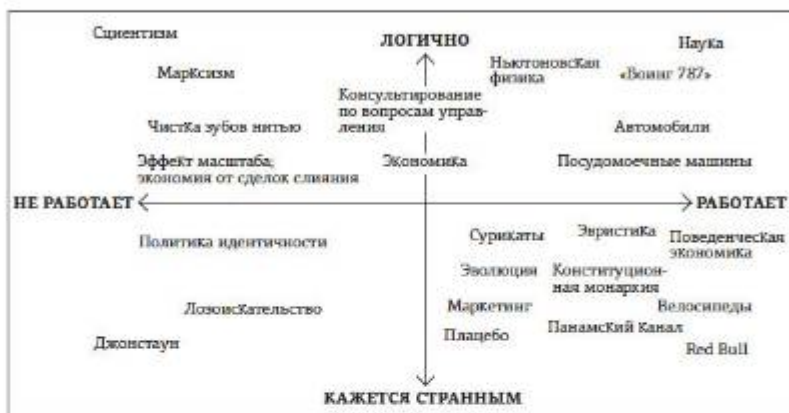 Сциентизм
ЛОГИЧНО
Наука
Марксизм
Ньютоновская
физика
«Боинг 787»
Консультирование
по вопросам управ-
ления
Чистка зубов нитью
Автомобили
Эффект масштаба;
экономия от сделок слияния
Экономика
Посудомоечные машины
НЕ РАБОТАЕТ
РАБОТАЕТ
Политика идентичности
Сурикаты
Эвристика
Поведенческая
экономика
Эволюция
Конституцион-
ная монархия
Лозоискательство
Маркетинг
Велосипеды
Джонстаун
Плацебо
Панамский канал
Red Bull
КАЖЕТСЯ СТРАННЫМ